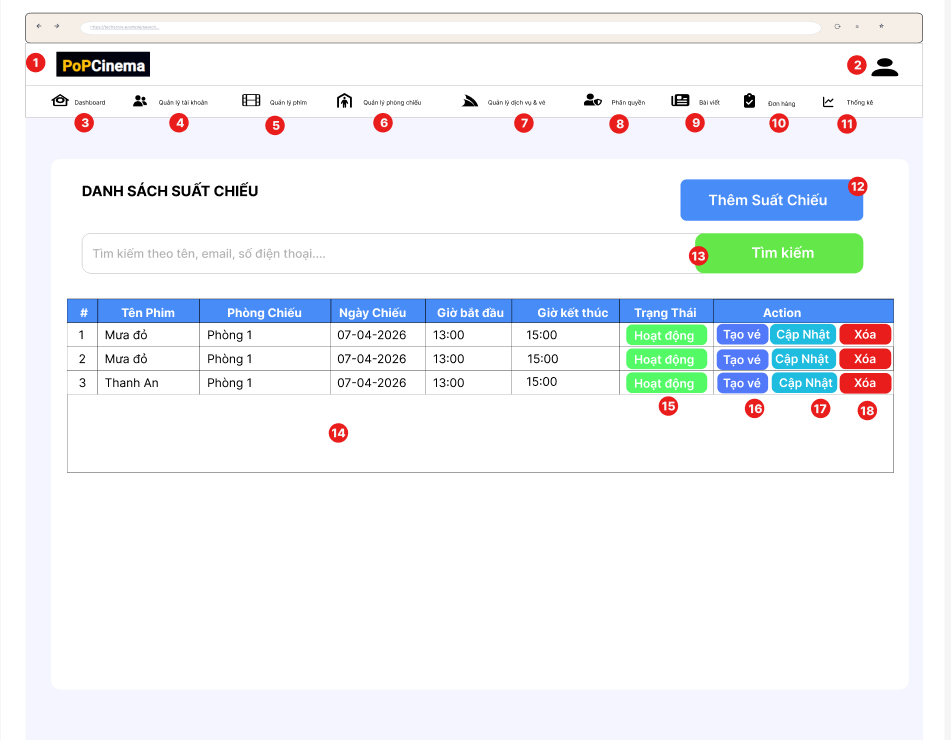 1 PoPCinema 2
Dashboard Quản lý tài khoản Quản lý phim Quản lý phòng chiếu Quản lý dịch vụ & vé Phân quyền Bài viết Đơn hàng Thống kê
3 4 5 6 7 8 9 10 11
DANH SÁCH SUẤT CHIẾU
Thêm Suất Chiếu 12
Tìm kiếm theo tên, email, số điện thoại.... 13 Tìm kiếm
# Tên Phim Phòng Chiếu Ngày Chiếu Giờ bắt đầu Giờ kết thúc Trạng Thái Action
1 Mưa đỏ Phòng 1 07-04-2026 13:00 15:00 Hoạt động Tạo vé Cập Nhật Xóa
2 Mưa đỏ Phòng 1 07-04-2026 13:00 15:00 Hoạt động Tạo vé Cập Nhật Xóa
3 Thanh An Phòng 1 07-04-2026 13:00 15:00 Hoạt động Tạo vé Cập Nhật Xóa
15 16 17 18
14